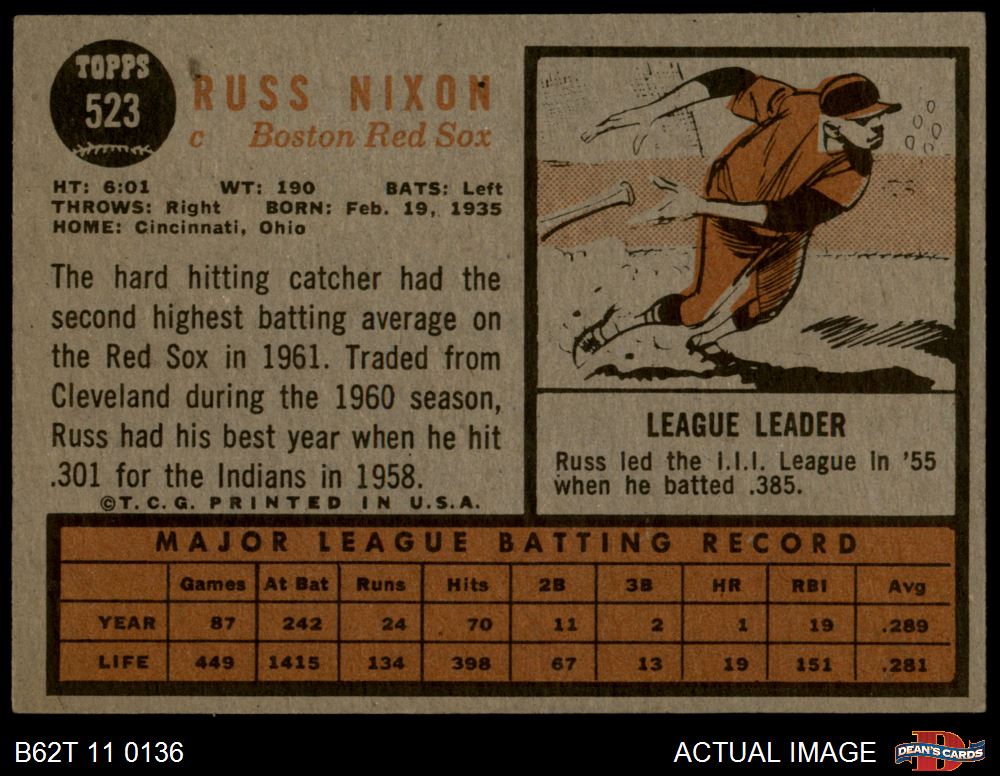 TOPPS
523
RUSS NIXON
C Boston Red Sox
HT: 6:01 WT: 190 BATS: Left
THROWS: Right BORN: Feb. 19, 1935
HOME: Cincinnati, Ohio
The hard hitting catcher had the
second highest batting average on
the Red Sox in 1961. Traded from
Cleveland during the 1960 season,
Russ had his best year when he hit
.301 for the Indians in 1958.
©T.C.G. PRINTED IN U.S.A.
LEAGUE LEADER
Russ led the I.I.I. League in '55
when he batted .385.
MAJOR LEAGUE BATTING RECORD
Games At Bat Runs Hits 2B 3B HR RBI Avg
YEAR 87 242 24 70 11 2 1 19 .289
LIFE 449 1415 134 398 67 13 19 151 .281
B62T 11 0136
ACTUAL IMAGE
D
DEAN'S CARDS